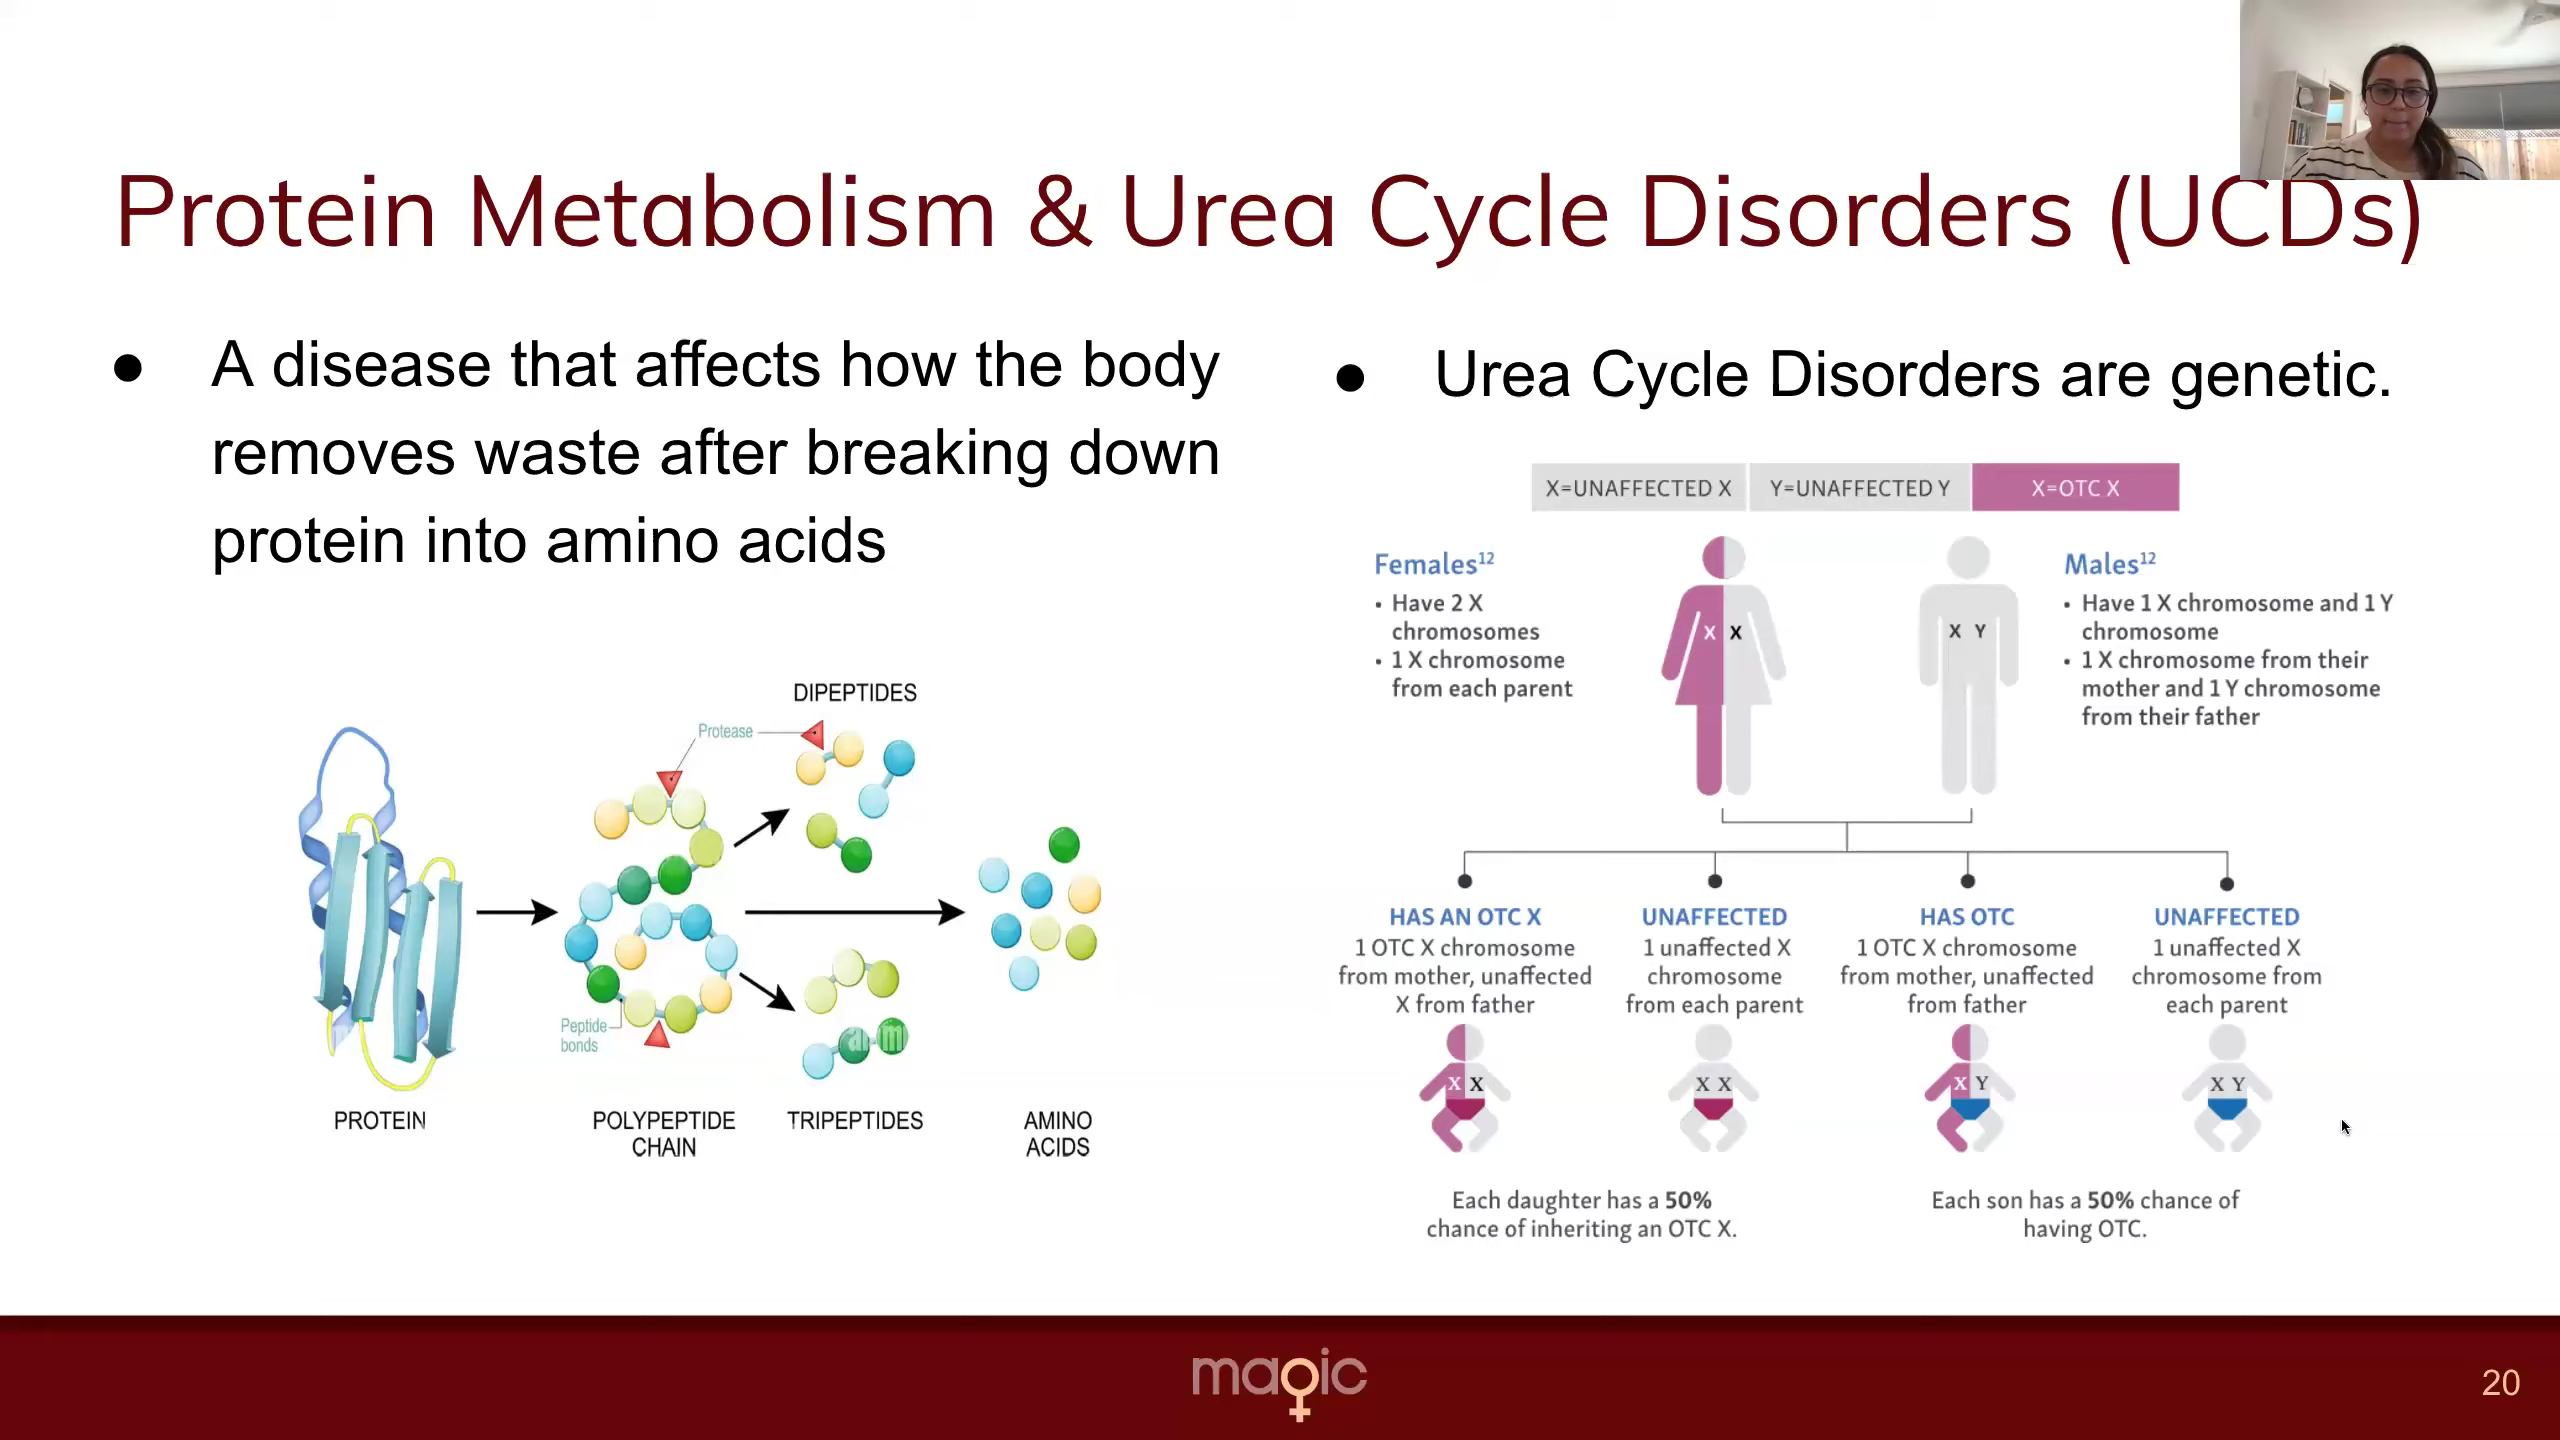 Protein Metabolism & Urea Cycle Disorders (UCDs)
● A disease that affects how the body
removes waste after breaking down
protein into amino acids
DIPEPTIDES
Protease
Peptide
bonds
am
PROTEIN
POLYPEPTIDE
CHAIN
TRIPEPTIDES
AMINO
ACIDS
● Urea Cycle Disorders are genetic.
X=UNAFFECTED X
Y=UNAFFECTED Y
X=OTC X
Females12
• Have 2 X
chromosomes
• 1 X chromosome
from each parent
X X
X Y
Males12
• Have 1 X chromosome and 1 Y
chromosome
• 1 X chromosome from their
mother and 1 Y chromosome
from their father
HAS AN OTC X
1 OTC X chromosome
from mother, unaffected
X from father
X X
UNAFFECTED
1 unaffected X
chromosome
from each parent
X X
HAS OTC
1 OTC X chromosome
from mother, unaffected
from father
X Y
UNAFFECTED
1 unaffected X
chromosome from
each parent
X Y
Each daughter has a 50%
chance of inheriting an OTC X.
Each son has a 50% chance of
having OTC.
magic
20